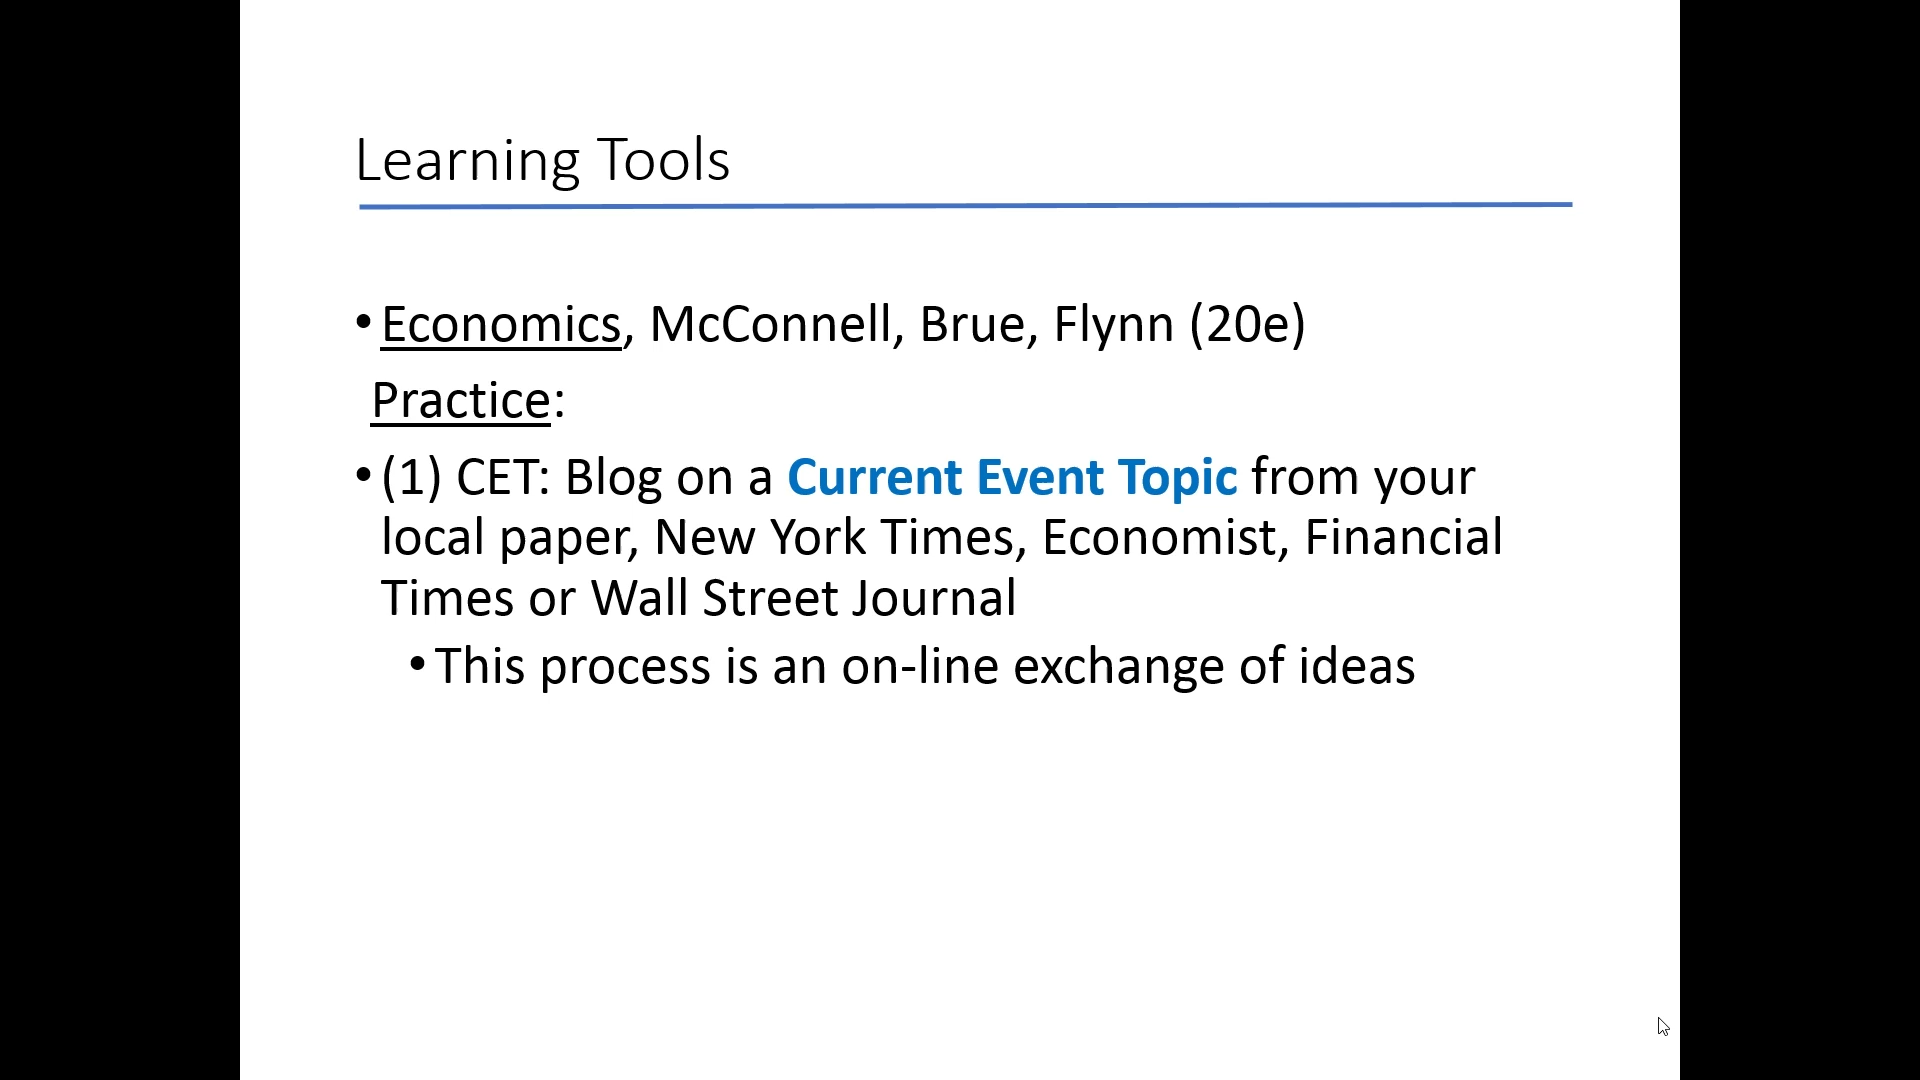 Learning Tools
• Economics, McConnell, Brue, Flynn (20e)
Practice:
• (1) CET: Blog on a Current Event Topic from your
local paper, New York Times, Economist, Financial
Times or Wall Street Journal
• This process is an on-line exchange of ideas